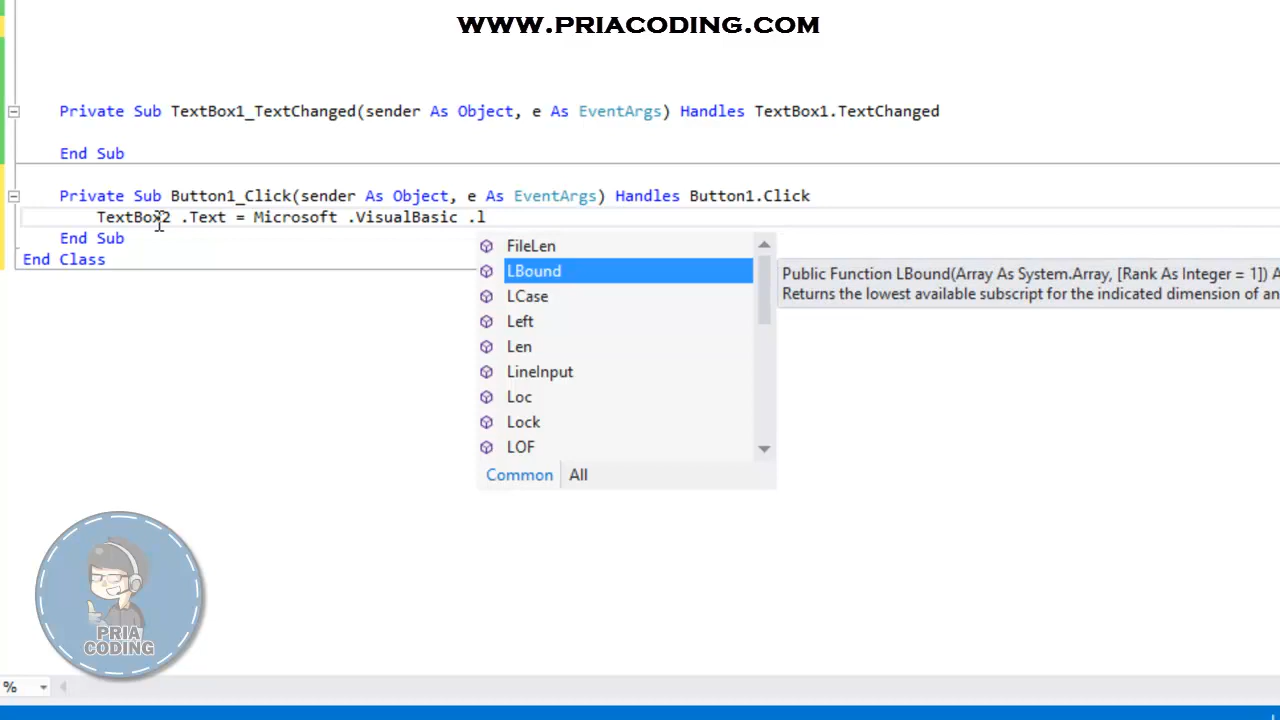 WWW.PRIACODING.COM
Private Sub TextBox1_TextChanged(sender As Object, e As EventArgs) Handles TextBox1.TextChanged
End Sub
Private Sub Button1_Click(sender As Object, e As EventArgs) Handles Button1.Click
TextBox2 .Text = Microsoft .VisualBasic .l
End Sub
End Class
FileLen
LBound
LCase
Left
Len
LineInput
Loc
Lock
LOF
Common All
Public Function LBound(Array As System.Array, [Rank As Integer = 1]) A
Returns the lowest available subscript for the indicated dimension of an
PRIA
CODING
%